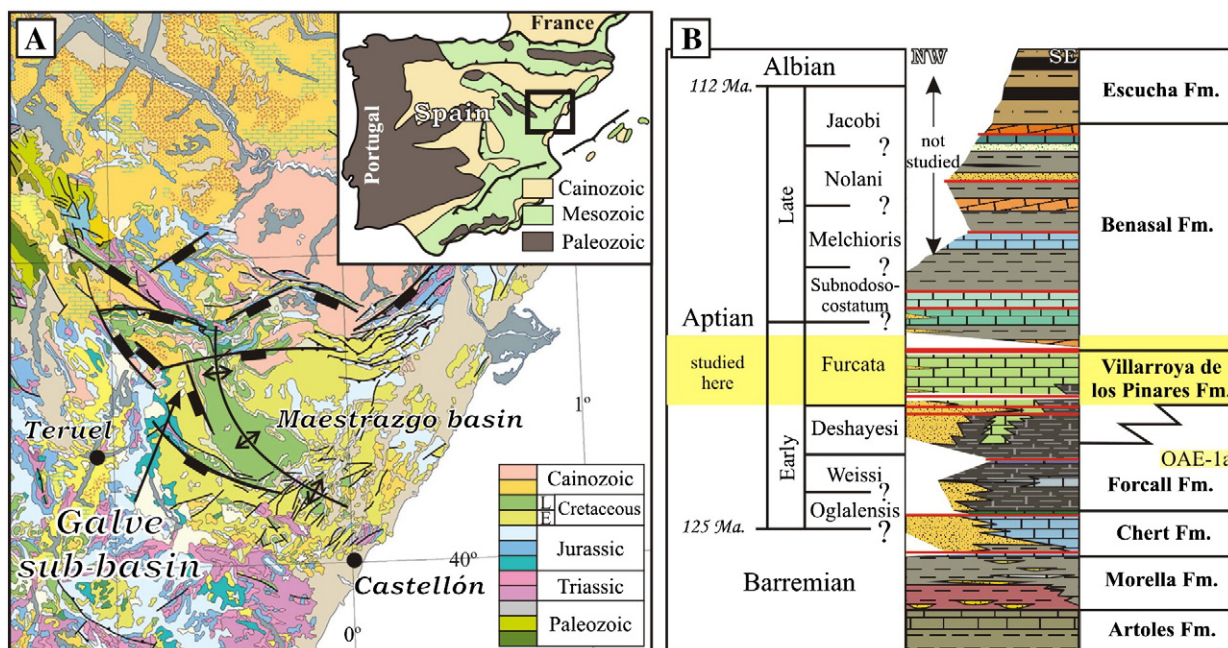 A
France
Spain
Portugal
Cainozoic
Mesozoic
Paleozoic
Maestrazgo basin
1º
Teruel
Galve
sub-basin
Castellón
40º
0º
Cainozoic
L
E
Cretaceous
Jurassic
Triassic
Paleozoic
B
NW
SE
Albian
112 Ma.
Escucha Fm.
Jacobi
?
not
studied
Nolani
?
Late
Benasal Fm.
Melchioris
?
Subnodoso-
costatum
Aptian
?
studied
here
Furcata
Villarroya de
los Pinares Fm.
Deshayesi
Early
OAE-1a
Weissi
?
Forcall Fm.
Oglalensis
125 Ma.
?
Chert Fm.
Barremian
Morella Fm.
Artoles Fm.